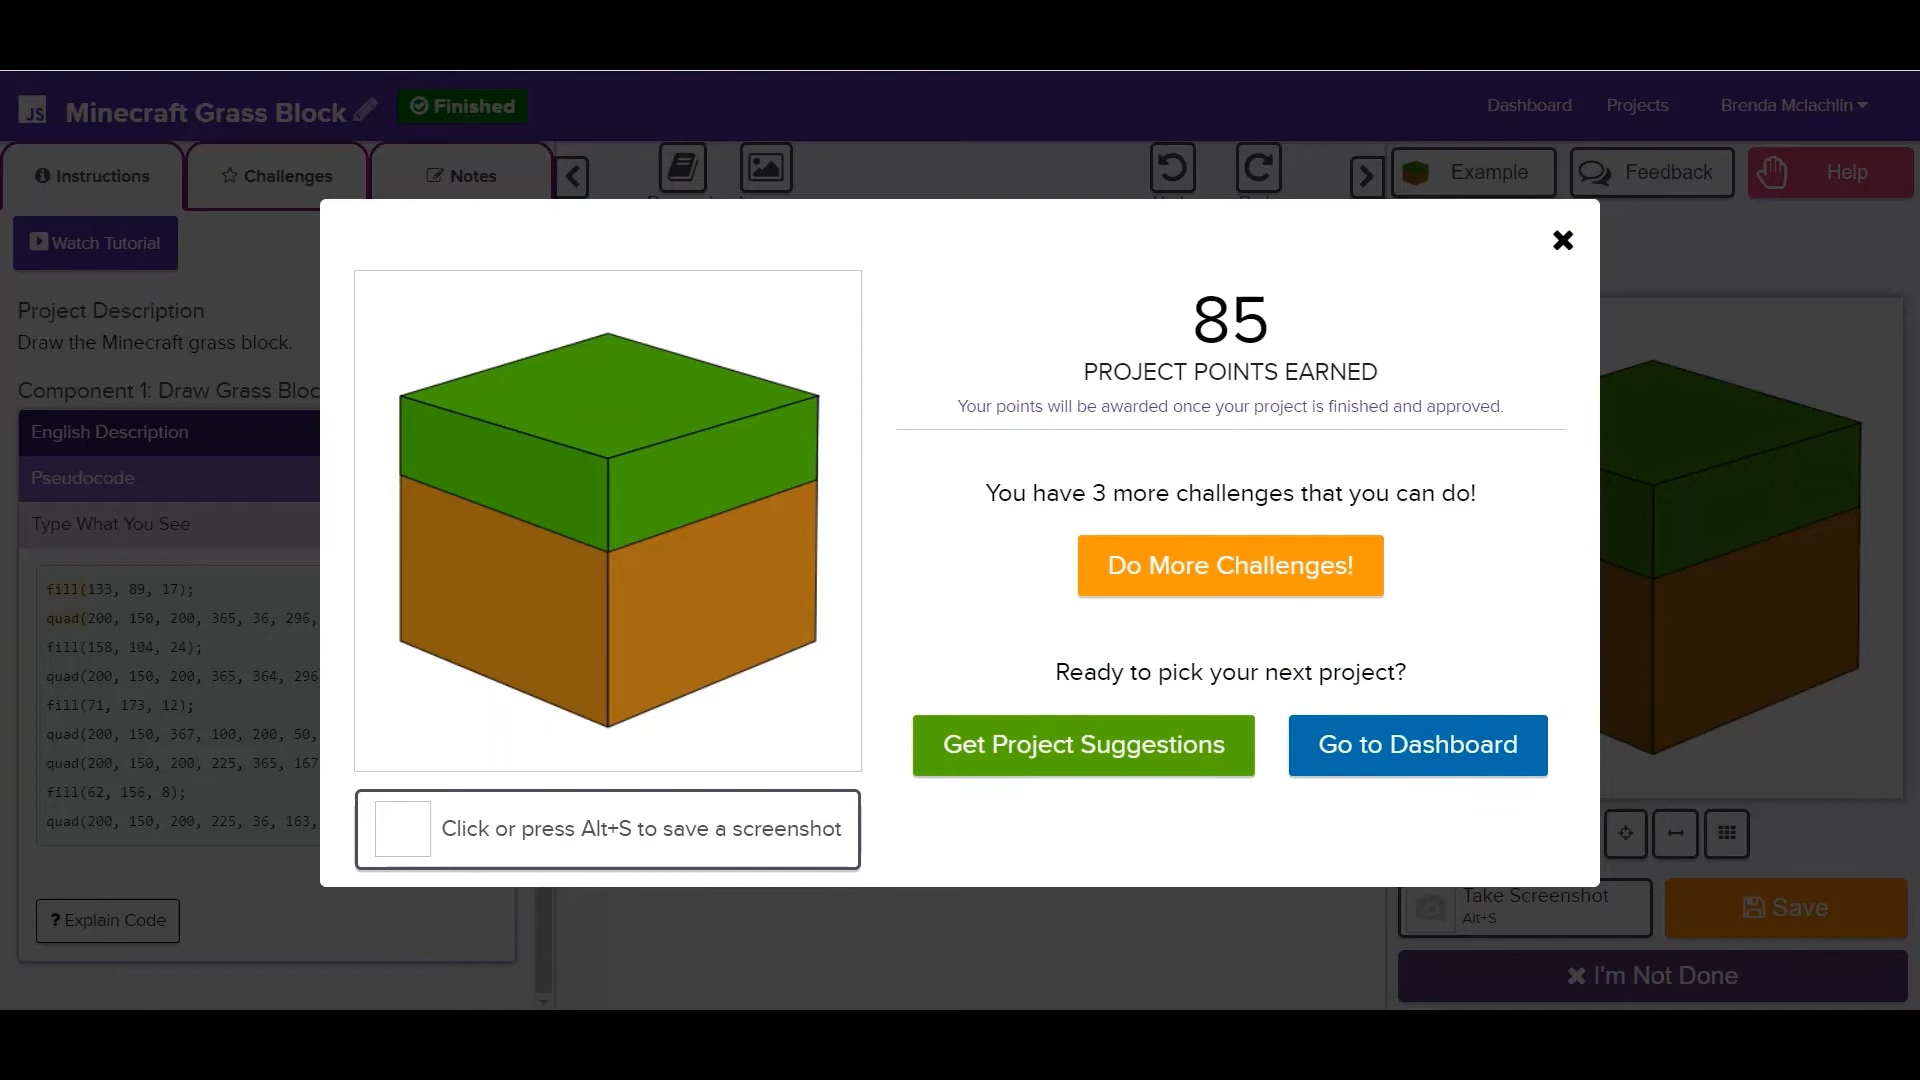 JS Minecraft Grass Block Finished
Dashboard Projects Brenda Mclachlin
Instructions Challenges Notes
Example Feedback Help
Watch Tutorial
Project Description
Draw the Minecraft grass block.
Component 1: Draw Grass Bloc
English Description
Pseudocode
Type What You See
fill(133, 89, 17);
quad(200, 150, 200, 365, 36, 296,
fill(158, 104, 24);
quad(200, 150, 200, 365, 364, 296
fill(71, 173, 12);
quad(200, 150, 367, 100, 200, 50,
quad(200, 150, 200, 225, 365, 167
fill(62, 156, 8);
quad(200, 150, 200, 225, 36, 163,
? Explain Code
85
PROJECT POINTS EARNED
Your points will be awarded once your project is finished and approved.
You have 3 more challenges that you can do!
Do More Challenges!
Ready to pick your next project?
Get Project Suggestions Go to Dashboard
Click or press Alt+S to save a screenshot
Take Screenshot
Alt+S
Save
I'm Not Done